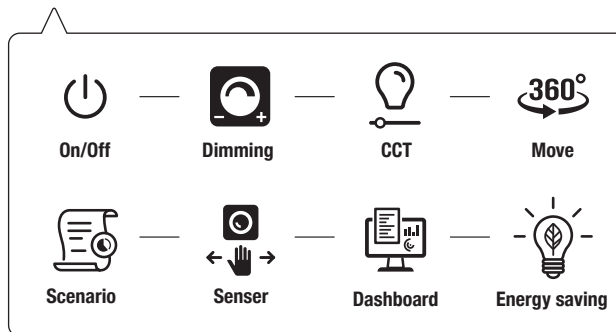 360°
On/Off Dimming CCT Move
Scenario Senser Dashboard Energy saving